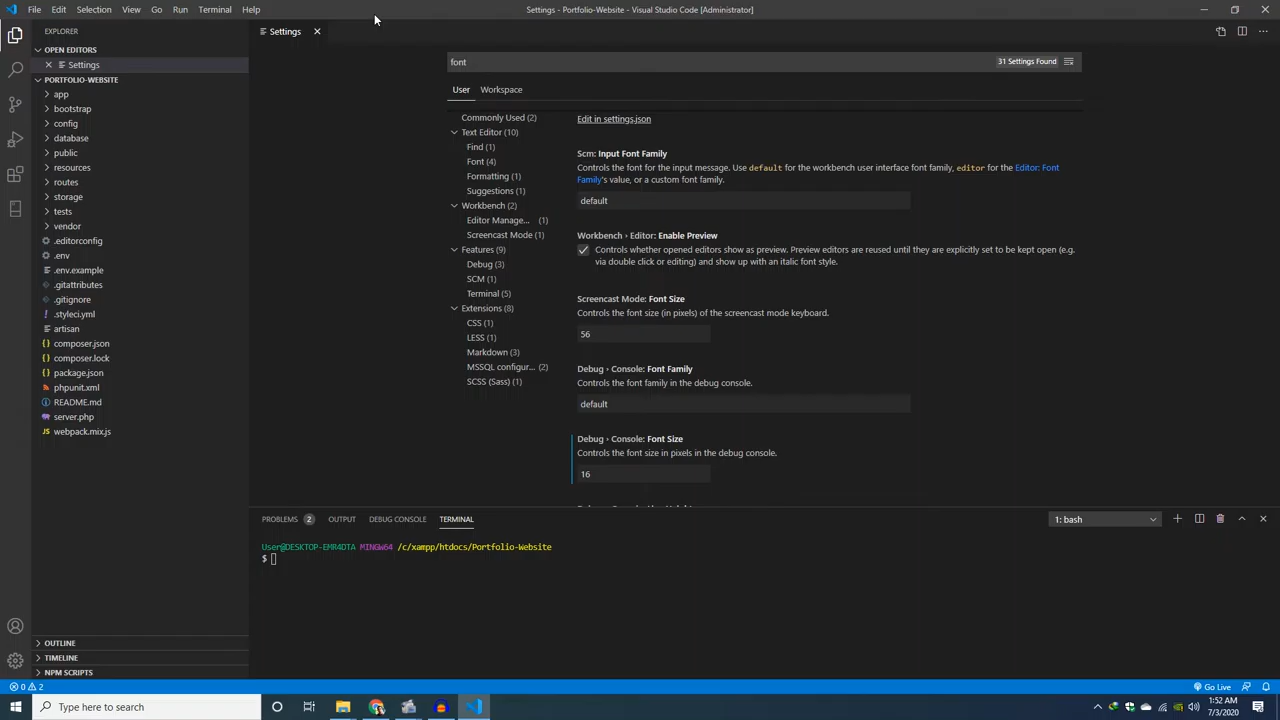 File Edit Selection View Go Run Terminal Help
Settings - Portfolio-Website - Visual Studio Code [Administrator]
EXPLORER
OPEN EDITORS
Settings
PORTFOLIO-WEBSITE
app
bootstrap
config
database
public
resources
routes
storage
tests
vendor
.editorconfig
.env
.env.example
.gitattributes
.gitignore
.styleci.yml
artisan
composer.json
composer.lock
package.json
phpunit.xml
README.md
server.php
JS webpack.mix.js
OUTLINE
TIMELINE
NPM SCRIPTS
Settings
font
31 Settings Found
User Workspace
Commonly Used (2)
Text Editor (10)
Find (1)
Font (4)
Formatting (1)
Suggestions (1)
Workbench (2)
Editor Manage... (1)
Screencast Mode (1)
Features (9)
Debug (3)
SCM (1)
Terminal (5)
Extensions (8)
CSS (1)
LESS (1)
Markdown (3)
MSSQL configur... (2)
SCSS (Sass) (1)
Edit in settings.json
Scm: Input Font Family
Controls the font for the input message. Use default for the workbench user interface font family, editor for the Editor: Font
Family's value, or a custom font family.
default
Workbench › Editor: Enable Preview
Controls whether opened editors show as preview. Preview editors are reused until they are explicitly set to be kept open (e.g.
via double click or editing) and show up with an italic font style.
Screencast Mode: Font Size
Controls the font size (in pixels) of the screencast mode keyboard.
56
Debug › Console: Font Family
Controls the font family in the debug console.
default
Debug › Console: Font Size
Controls the font size in pixels in the debug console.
16
PROBLEMS 2 OUTPUT DEBUG CONSOLE TERMINAL
1: bash
User@DESKTOP-EMR4DTA MINGW64 /c/xampp/htdocs/Portfolio-Website
$
0 2
Go Live
Type here to search
1:52 AM
7/3/2020